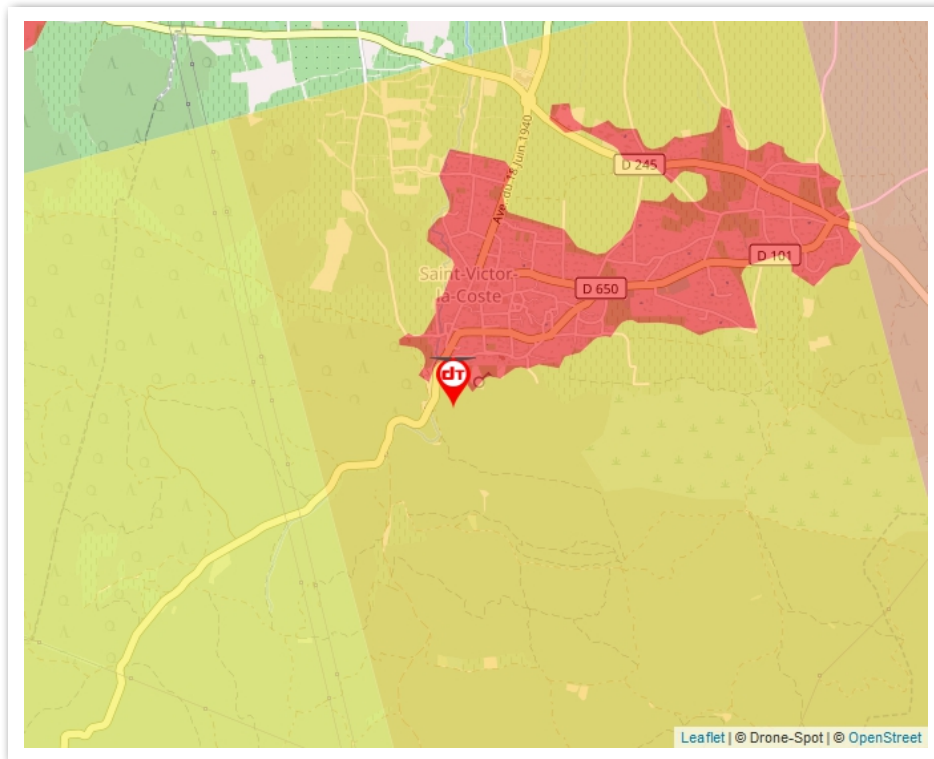 Ave. du 18 Juin 1940
D 245
D 101
Saint-Victor-
la-Coste
D 650
dT
Leaflet | © Drone-Spot | © OpenStreet